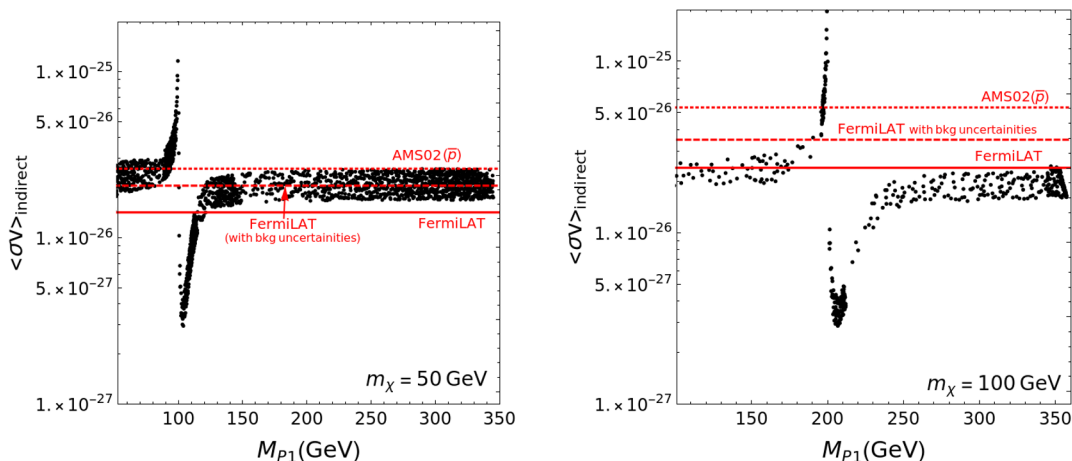 1.×10⁻²⁵
5.×10⁻²⁶
1.×10⁻²⁶
5.×10⁻²⁷
1.×10⁻²⁷
<σV>indirect
AMS02(p̅)
FermiLAT
(with bkg uncertainities)
FermiLAT
mχ = 50 GeV
100 150 200 250 300 350
MP1(GeV)
1.×10⁻²⁵
5.×10⁻²⁶
1.×10⁻²⁶
5.×10⁻²⁷
1.×10⁻²⁷
<σV>indirect
AMS02(p̅)
FermiLAT with bkg uncertainities
FermiLAT
mχ = 100 GeV
150 200 250 300 350
MP1(GeV)